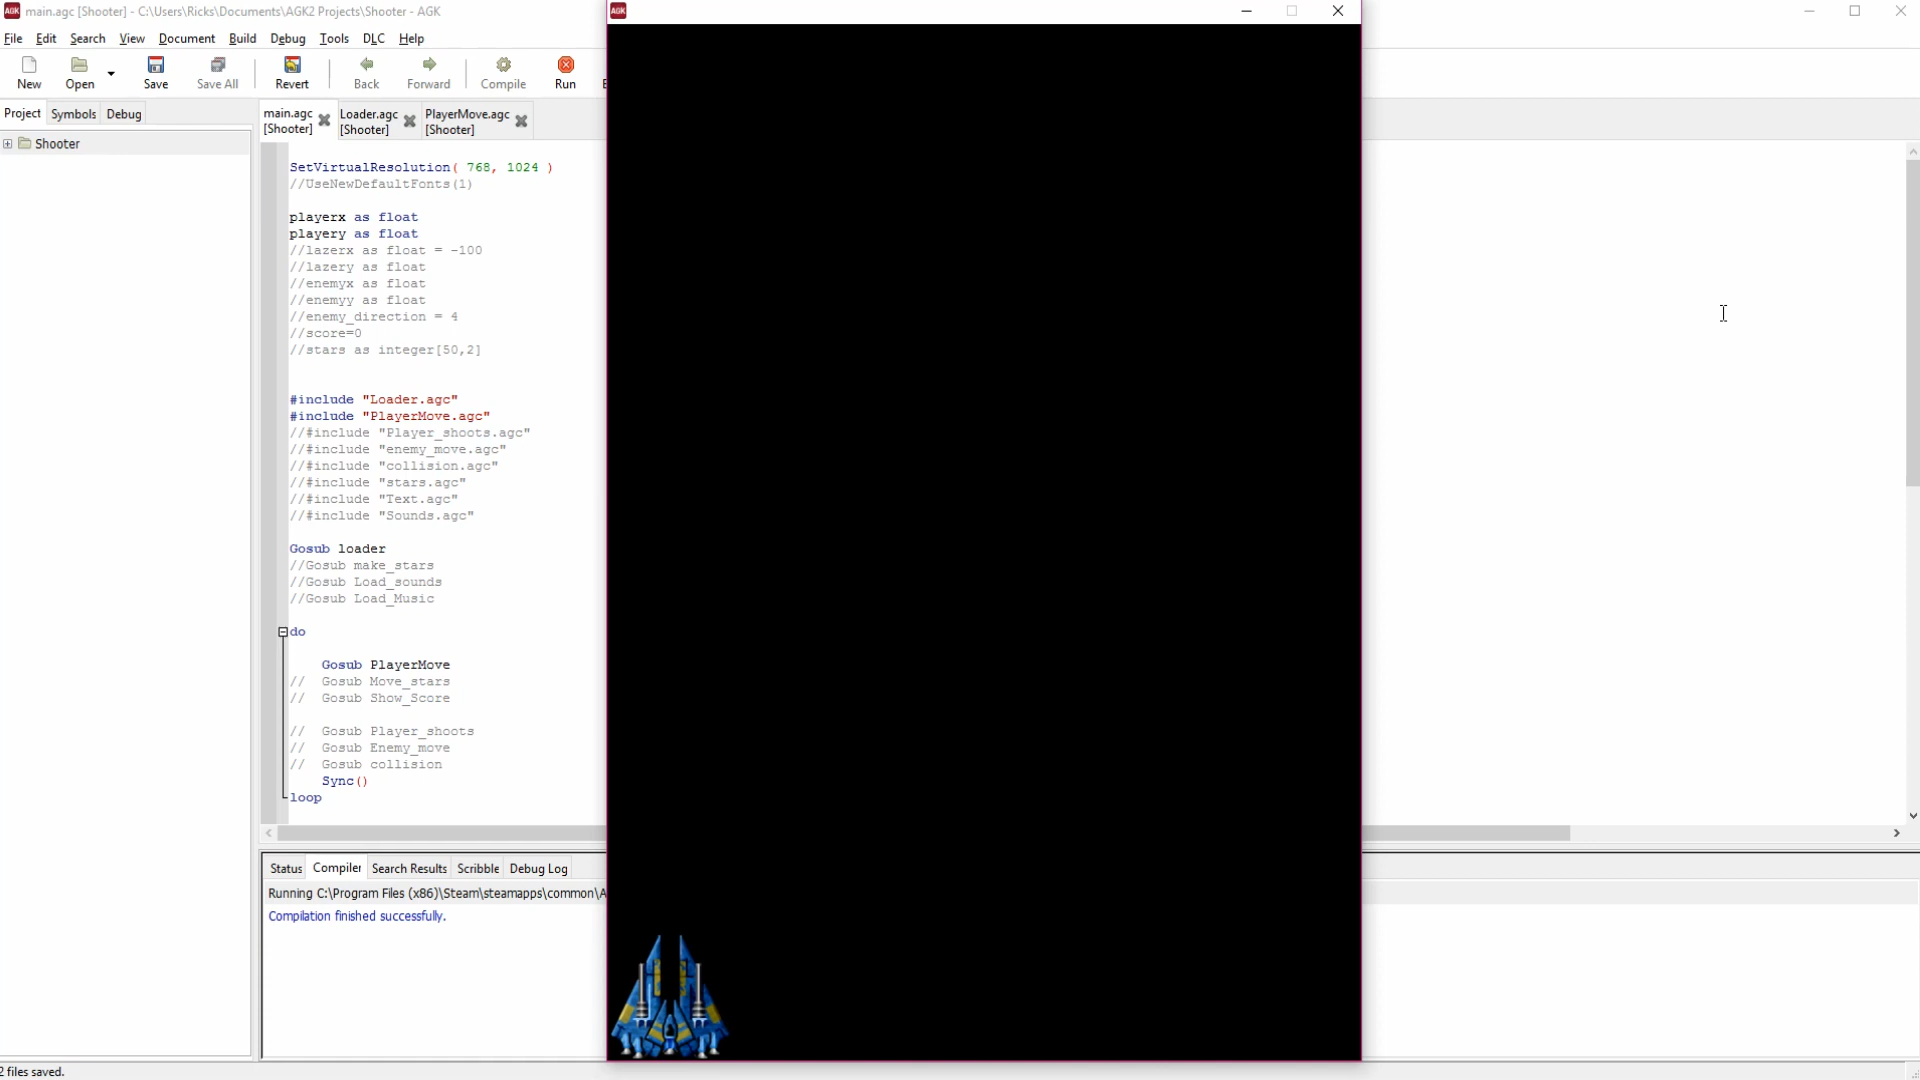 main.agc [Shooter] - C:\Users\Ricks\Documents\AGK2 Projects\Shooter - AGK
AGK
File Edit Search View Document Build Debug Tools DLC Help
New Open Save Save All Revert Back Forward Compile Run
Project Symbols Debug
main.agc [Shooter]
Loader.agc [Shooter]
PlayerMove.agc [Shooter]
Shooter
SetVirtualResolution( 768, 1024 )
//UseNewDefaultFonts(1)
playerx as float
playery as float
//lazerx as float = -100
//lazery as float
//enemyx as float
//enemyy as float
//enemy_direction = 4
//score=0
//stars as integer[50,2]
#include "Loader.agc"
#include "PlayerMove.agc"
//#include "Player_shoots.agc"
//#include "enemy_move.agc"
//#include "collision.agc"
//#include "stars.agc"
//#include "Text.agc"
//#include "Sounds.agc"
Gosub loader
//Gosub make_stars
//Gosub Load_sounds
//Gosub Load_Music
do
Gosub PlayerMove
// Gosub Move_stars
// Gosub Show_Score
// Gosub Player_shoots
// Gosub Enemy_move
// Gosub collision
Sync()
loop
Status Compiler Search Results Scribble Debug Log
Running C:\Program Files (x86)\Steam\steamapps\common\A
Compilation finished successfully.
2 files saved.